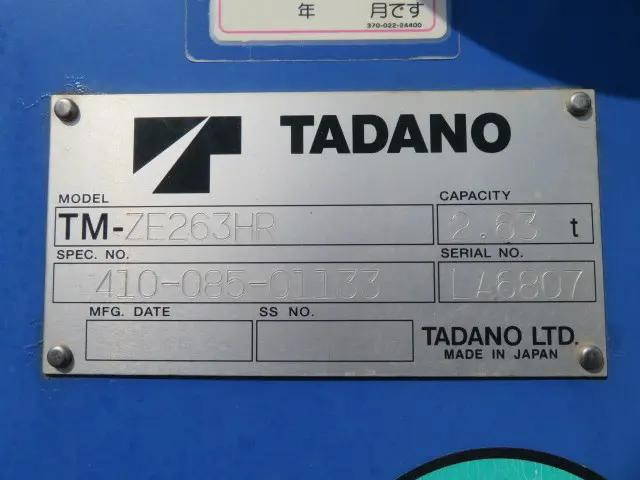 年 月です
370-022-24400
TADANO
MODEL CAPACITY
TM-ZE263HR 2.63 t
SPEC. NO. SERIAL NO.
410-085-01133 LA6807
MFG. DATE SS NO.
TADANO LTD.
MADE IN JAPAN